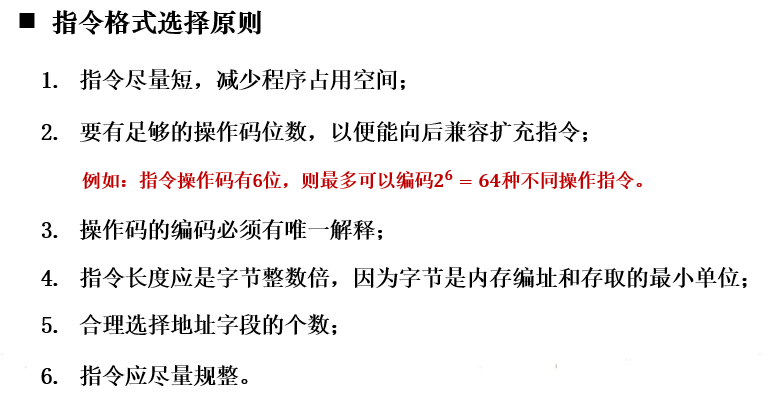 ■ 指令格式选择原则
1. 指令尽量短，减少程序占用空间；
2. 要有足够的操作码位数，以便能向后兼容扩充指令；
例如：指令操作码有6位，则最多可以编码2⁶ = 64种不同操作指令。
3. 操作码的编码必须有唯一解释；
4. 指令长度应是字节整数倍，因为字节是内存编址和存取的最小单位；
5. 合理选择地址字段的个数；
6. 指令应尽量规整。